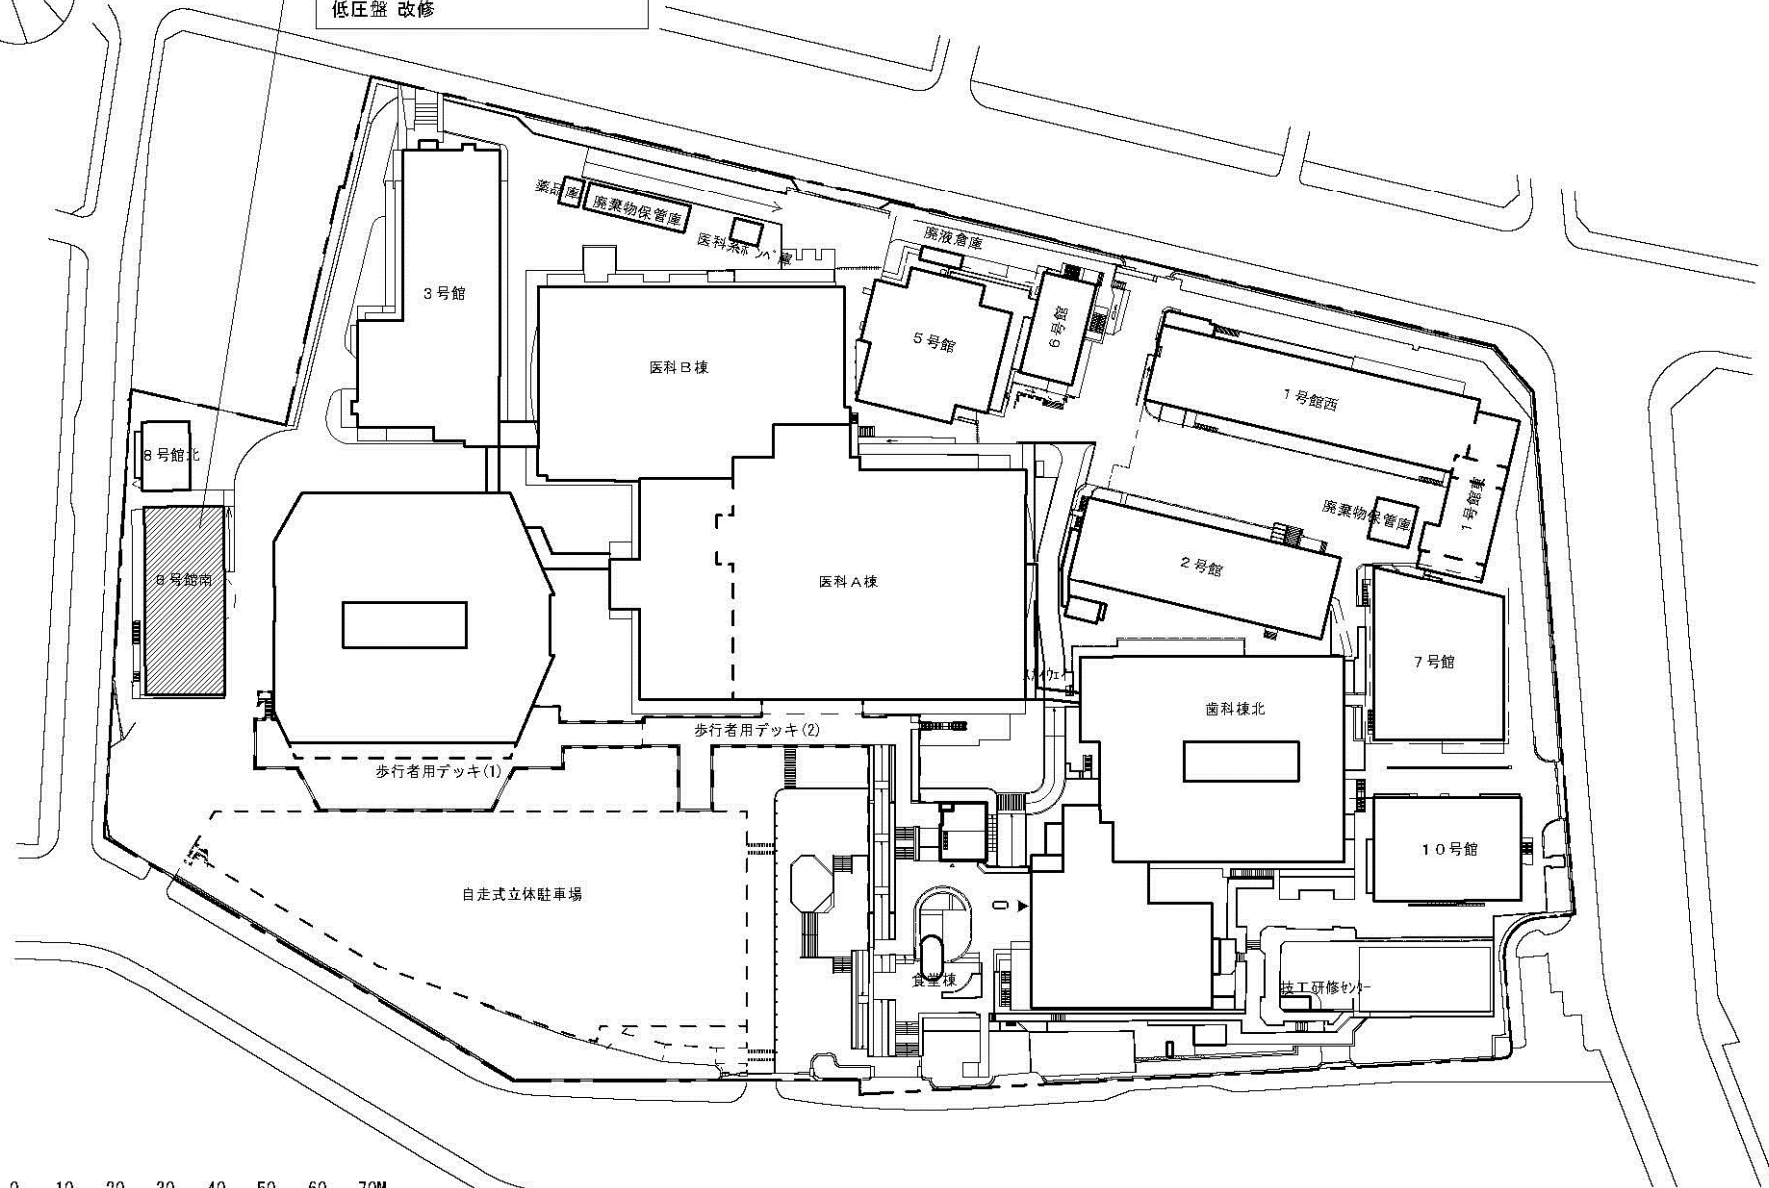 低圧盤 改修
薬品庫
廃棄物保管庫
医科系ボンベ庫
廃液倉庫
3号館
5号館
6号館
医科B棟
1号館西
8号館北
1号館東
廃棄物保管庫
8号館南
医科A棟
2号館
7号館
スカイウェイ
歯科棟北
歩行者用デッキ(2)
歩行者用デッキ(1)
10号館
自走式立体駐車場
食堂棟
技工研修センター
0 10 20 30 40 50 60 70M